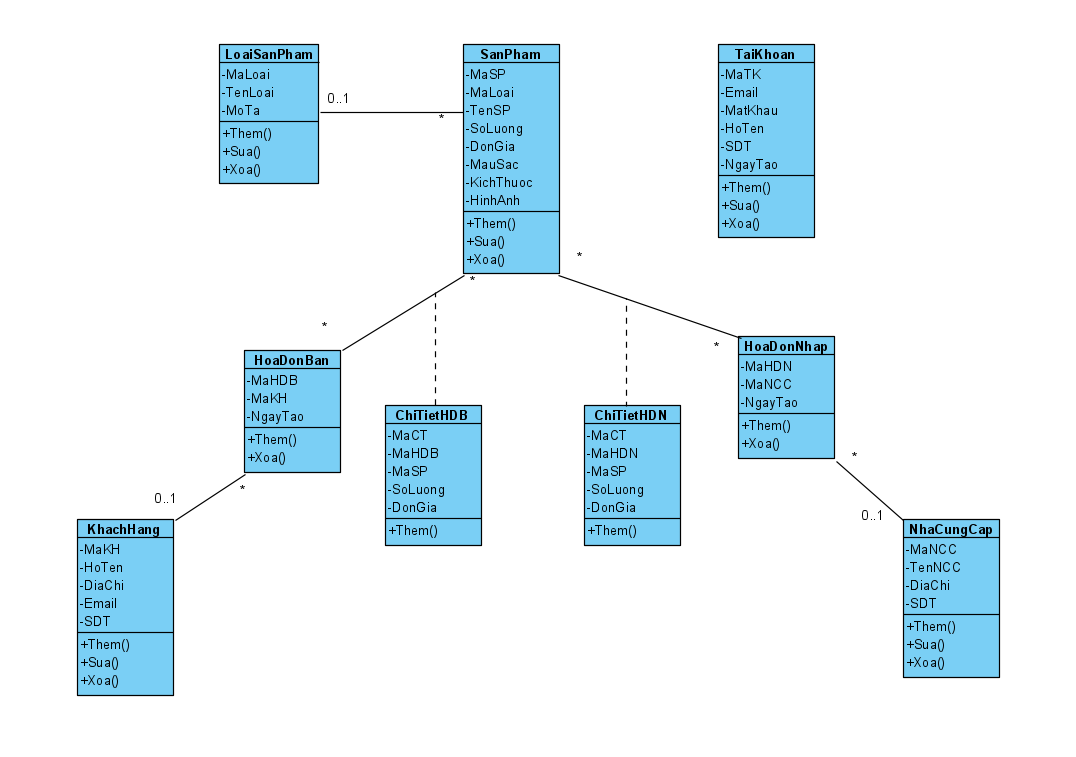 LoaiSanPham
-MaLoai
-TenLoai
-MoTa
+Them()
+Sua()
+Xoa()
0..1
*
SanPham
-MaSP
-MaLoai
-TenSP
-SoLuong
-DonGia
-MauSac
-KichThuoc
-HinhAnh
+Them()
+Sua()
+Xoa()
TaiKhoan
-MaTK
-Email
-MatKhau
-HoTen
-SDT
-NgayTao
+Them()
+Sua()
+Xoa()
*
*
*
*
HoaDonBan
-MaHDB
-MaKH
-NgayTao
+Them()
+Xoa()
ChiTietHDB
-MaCT
-MaHDB
-MaSP
-SoLuong
-DonGia
+Them()
ChiTietHDN
-MaCT
-MaHDN
-MaSP
-SoLuong
-DonGia
+Them()
HoaDonNhap
-MaHDN
-MaNCC
-NgayTao
+Them()
+Xoa()
0..1
*
*
0..1
KhachHang
-MaKH
-HoTen
-DiaChi
-Email
-SDT
+Them()
+Sua()
+Xoa()
NhaCungCap
-MaNCC
-TenNCC
-DiaChi
-SDT
+Them()
+Sua()
+Xoa()